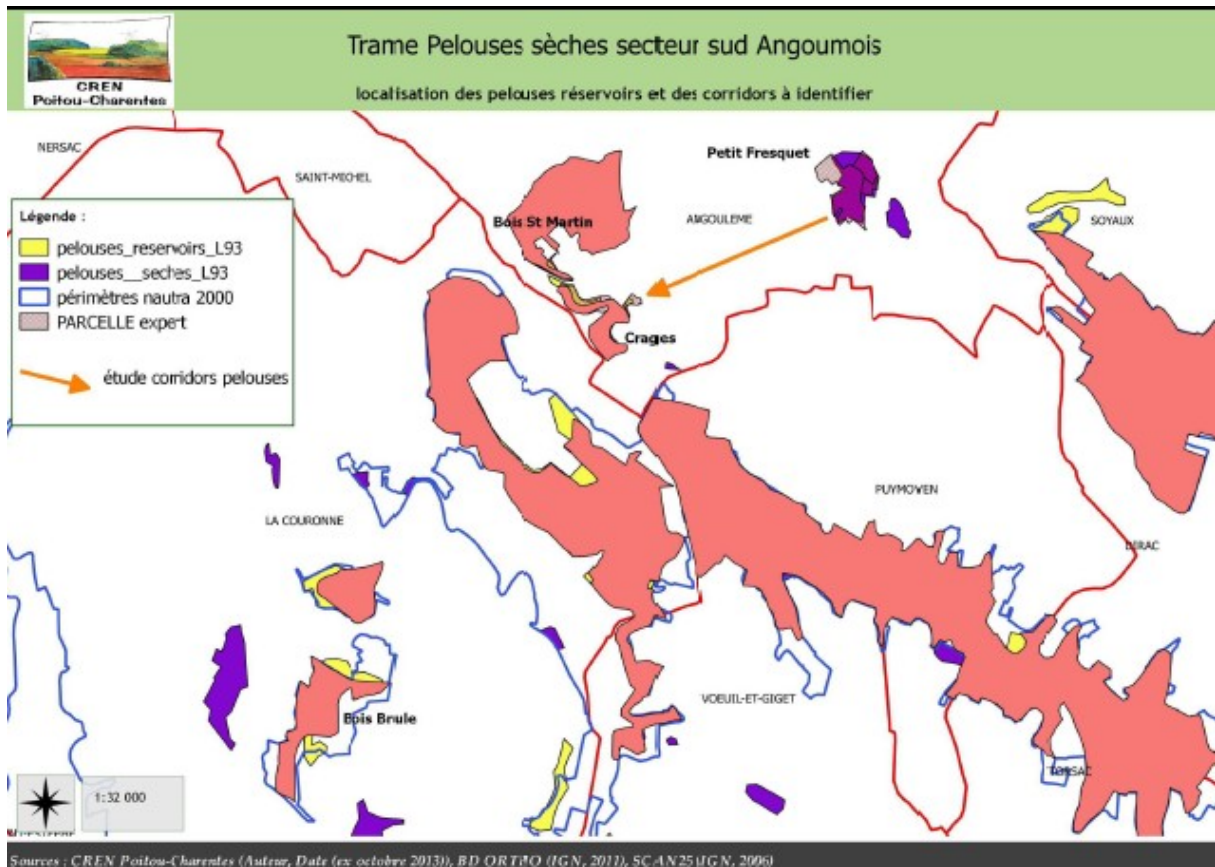 CREN
Poitou-Charentes
Trame Pelouses sèches secteur sud Angoumois
localisation des pelouses réservoirs et des corridors à identifier
NERSAC
SAINT-MICHEL
Petit Fresquet
Bois St Martin
ANGOULEME
SOYAUX
Légende :
pelouses_reservoirs_L93
pelouses__seches_L93
périmètres nautra 2000
PARCELLE expert
étude corridors pelouses
Crages
PUYMOYEN
LA COURONNE
DIRAC
VOEUIL-ET-GIGET
Bois Brule
TORSAC
1:32 000
Sources : CREN Poitou-Charentes (Auteur, Date (ex octobre 2013)), BD ORTHO (IGN, 2011), SCAN25 (IGN, 2006)